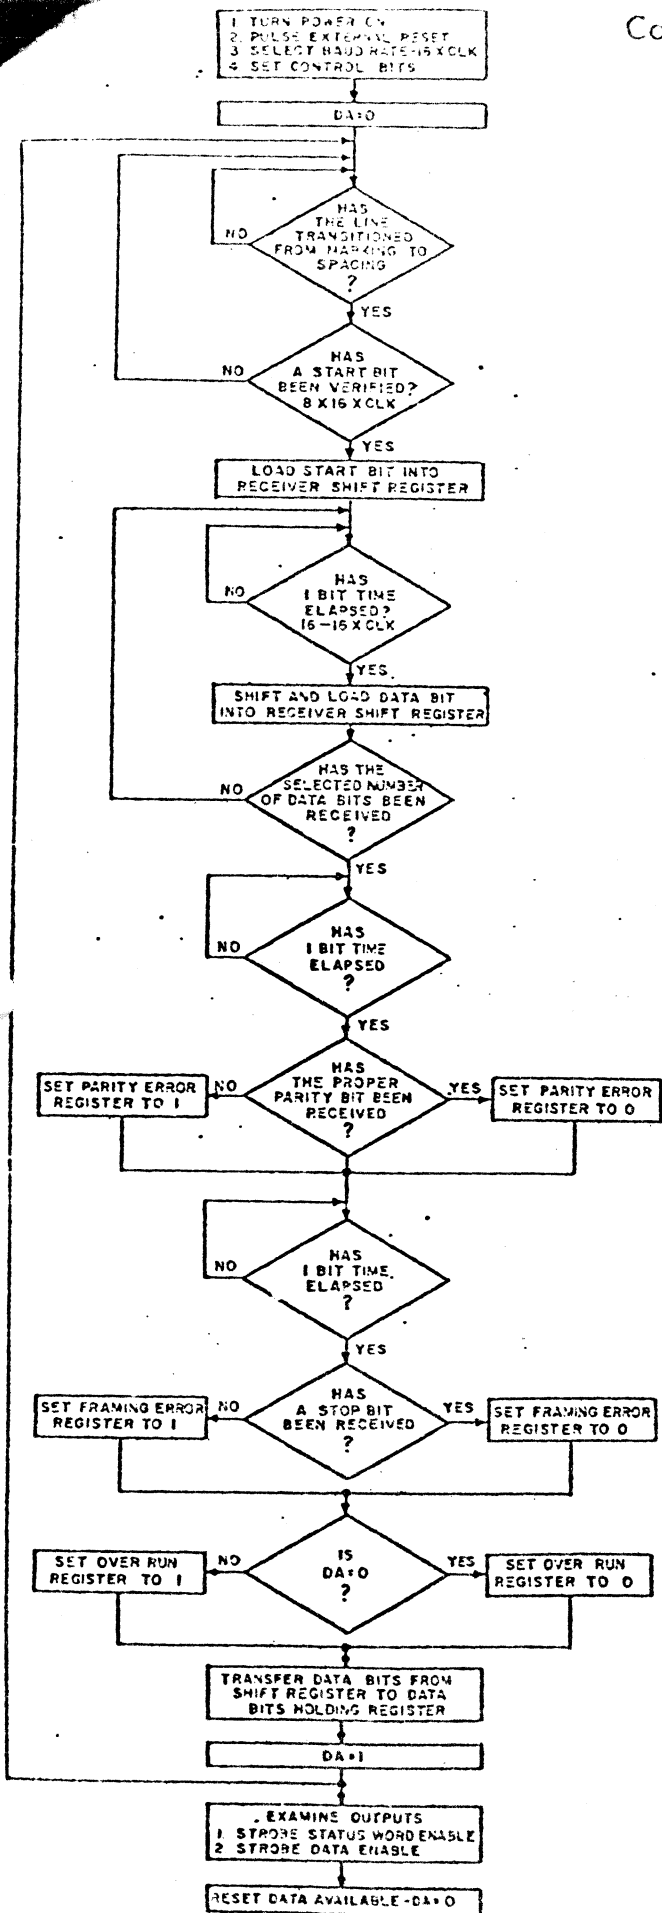 Co
1 TURN POWER ON
2. PULSE EXTERNAL RESET
3 SELECT BAUD RATE-16 X CLK
4 SET CONTROL BITS
DA=0
HAS
THE LINE
TRANSITIONED
FROM MARKING TO
SPACING
?
NO
YES
HAS
A START BIT
BEEN VERIFIED?
8 X 16 X CLK
NO
YES
LOAD START BIT INTO
RECEIVER SHIFT REGISTER
HAS
1 BIT TIME
ELAPSED?
16-16 X CLK
NO
YES
SHIFT AND LOAD DATA BIT
INTO RECEIVER SHIFT REGISTER
HAS THE
SELECTED NUMBER
OF DATA BITS BEEN
RECEIVED
?
NO
YES
HAS
1 BIT TIME
ELAPSED
?
NO
YES
HAS
THE PROPER
PARITY BIT BEEN
RECEIVED
?
NO
YES
SET PARITY ERROR
REGISTER TO 1
SET PARITY ERROR
REGISTER TO 0
HAS
1 BIT TIME
ELAPSED
?
NO
YES
HAS
A STOP BIT
BEEN RECEIVED
?
NO
YES
SET FRAMING ERROR
REGISTER TO 1
SET FRAMING ERROR
REGISTER TO 0
IS
DA=0
?
NO
YES
SET OVER RUN
REGISTER TO 1
SET OVER RUN
REGISTER TO 0
TRANSFER DATA BITS FROM
SHIFT REGISTER TO DATA
BITS HOLDING REGISTER
DA=1
EXAMINE OUTPUTS
1. STROBE STATUS WORD ENABLE
2 STROBE DATA ENABLE
RESET DATA AVAILABLE-DA=0